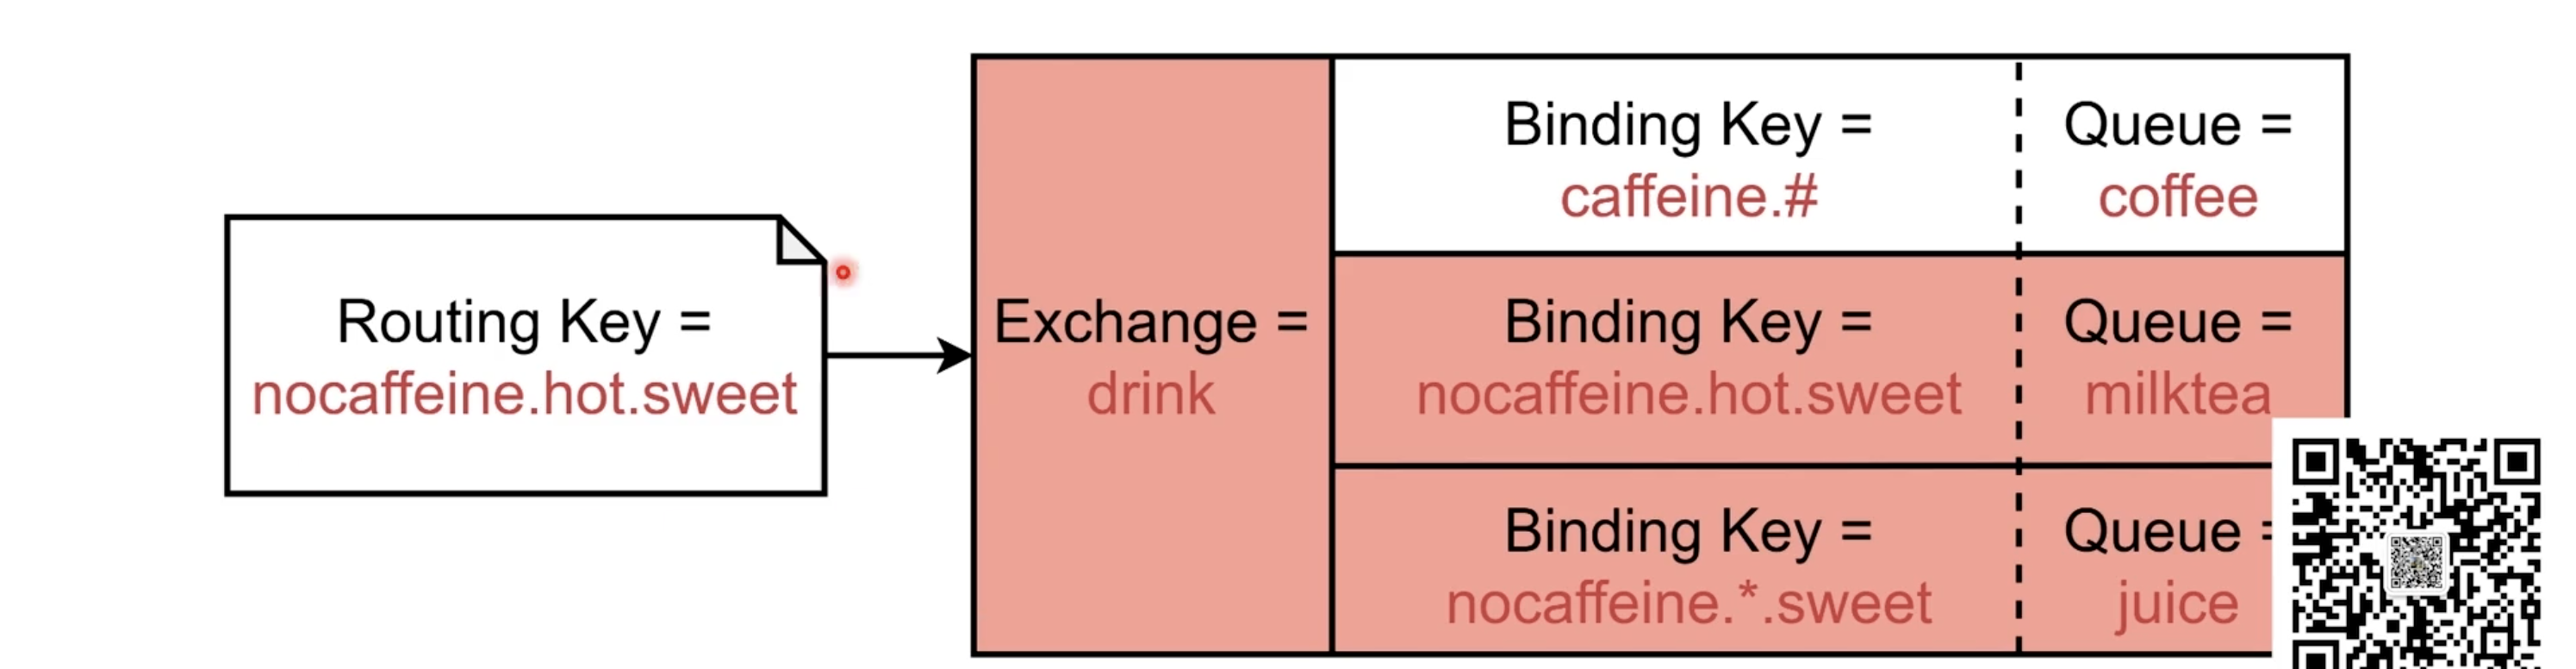 Routing Key =
nocaffeine.hot.sweet
Exchange =
drink
Binding Key =
caffeine.#
Queue =
coffee
Binding Key =
nocaffeine.hot.sweet
Queue =
milktea
Binding Key =
nocaffeine.*.sweet
Queue =
juice